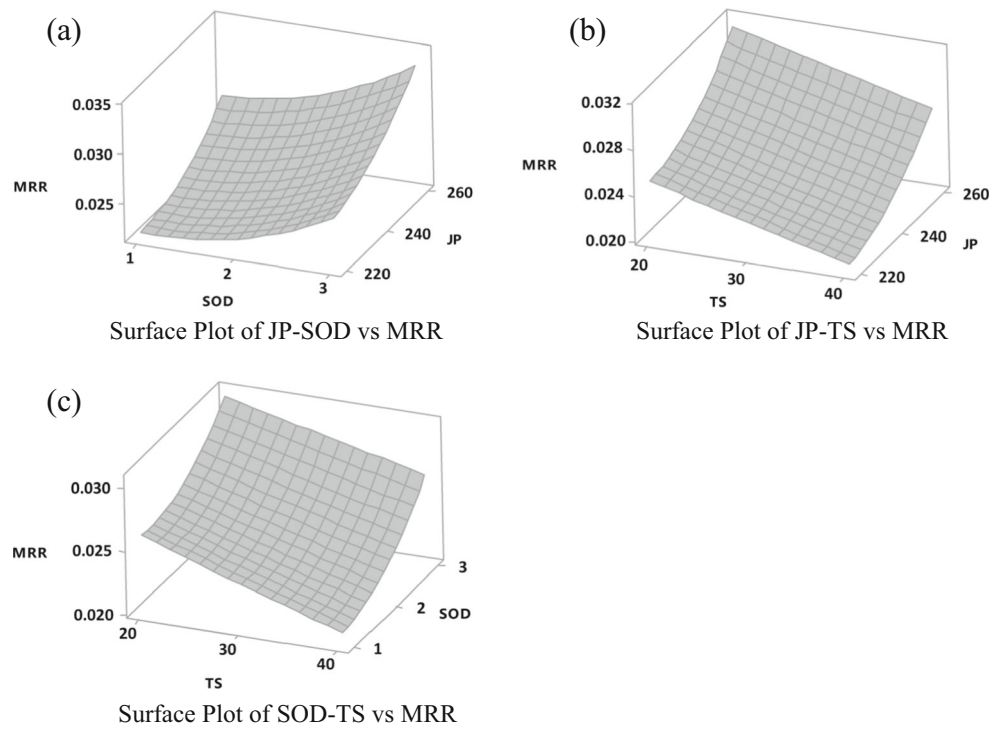 (a)
0.035
0.030
MRR
0.025
1
2
3
SOD
260
240
JP
220
Surface Plot of JP-SOD vs MRR
(b)
0.032
0.028
MRR
0.024
0.020
20
30
40
TS
260
240
JP
220
Surface Plot of JP-TS vs MRR
(c)
0.030
MRR
0.025
0.020
20
30
40
TS
3
2
SOD
1
Surface Plot of SOD-TS vs MRR